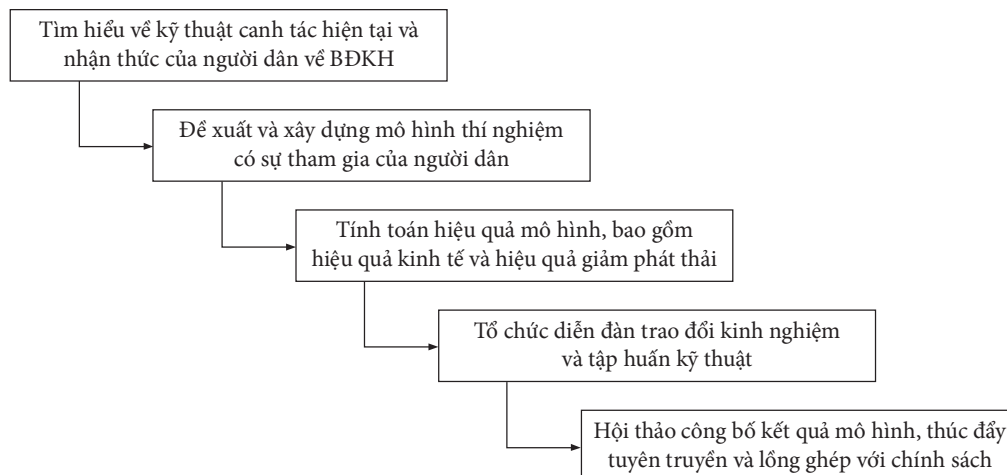 Tìm hiểu về kỹ thuật canh tác hiện tại và
nhận thức của người dân về BĐKH
Đề xuất và xây dựng mô hình thí nghiệm
có sự tham gia của người dân
Tính toán hiệu quả mô hình, bao gồm
hiệu quả kinh tế và hiệu quả giảm phát thải
Tổ chức diễn đàn trao đổi kinh nghiệm
và tập huấn kỹ thuật
Hội thảo công bố kết quả mô hình, thúc đẩy
tuyên truyền và lồng ghép với chính sách